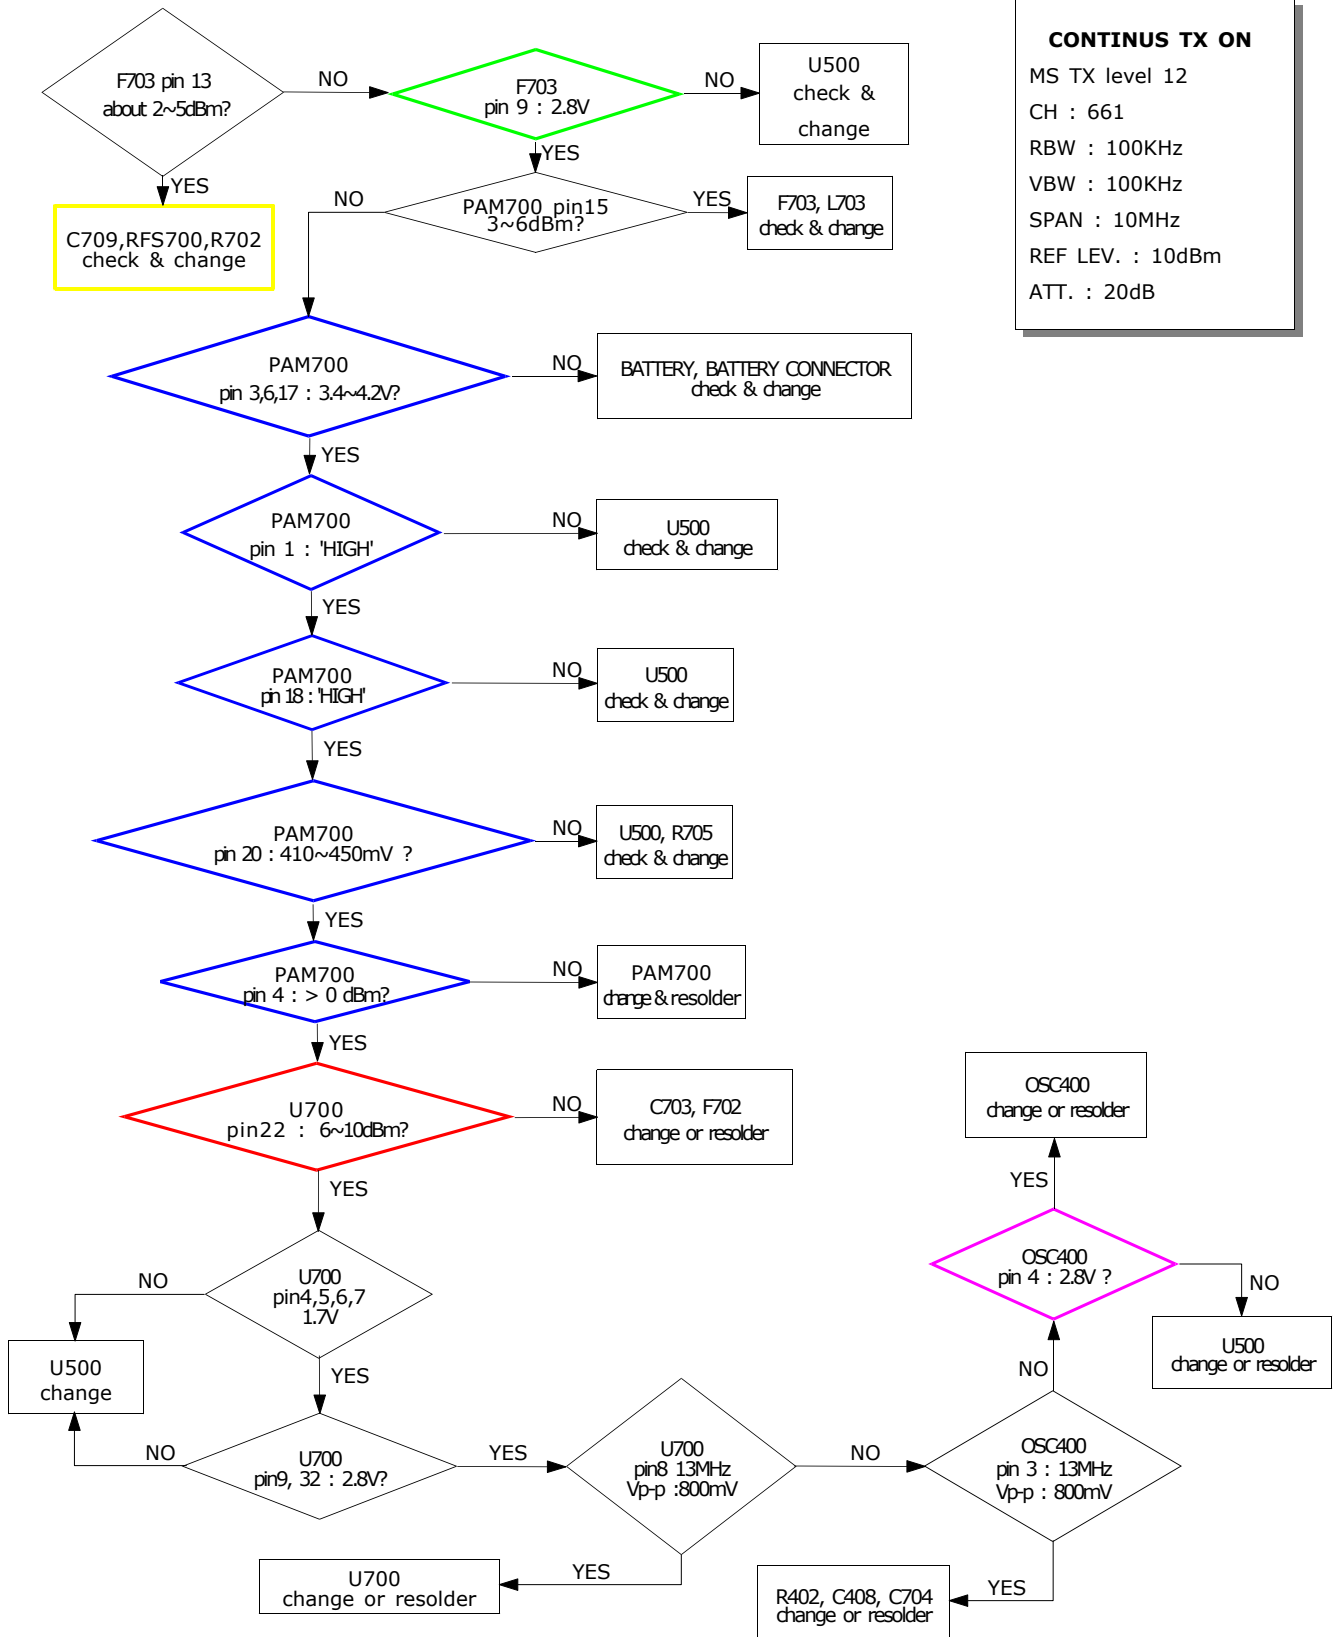 CONTINUS TX ON
MS TX level 12
CH : 661
RBW : 100KHz
VBW : 100KHz
SPAN : 10MHz
REF LEV. : 10dBm
ATT. : 20dB
F703 pin 13
about 2~5dBm?
NO
YES
F703
pin 9 : 2.8V
NO
YES
U500
check &
change
C709,RFS700,R702
check & change
PAM700 pin15
3~6dBm?
NO
YES
F703, L703
check & change
PAM700
pin 3,6,17 : 3.4~4.2V?
NO
BATTERY, BATTERY CONNECTOR
check & change
YES
PAM700
pin 1 : 'HIGH'
NO
U500
check & change
YES
PAM700
pin 18 : 'HIGH'
NO
U500
check & change
YES
PAM700
pin 20 : 410~450mV ?
NO
U500, R705
check & change
YES
PAM700
pin 4 : > 0 dBm?
NO
PAM700
change & resolder
YES
U700
pin22 : 6~10dBm?
NO
C703, F702
change or resolder
YES
U700
pin4,5,6,7
1.7V
NO
U500
change
YES
U700
pin9, 32 : 2.8V?
NO
YES
U700
pin8 13MHz
Vp-p :800mV
NO
YES
U700
change or resolder
OSC400
pin 3 : 13MHz
Vp-p : 800mV
NO
YES
R402, C408, C704
change or resolder
OSC400
pin 4 : 2.8V ?
YES
OSC400
change or resolder
NO
U500
change or resolder